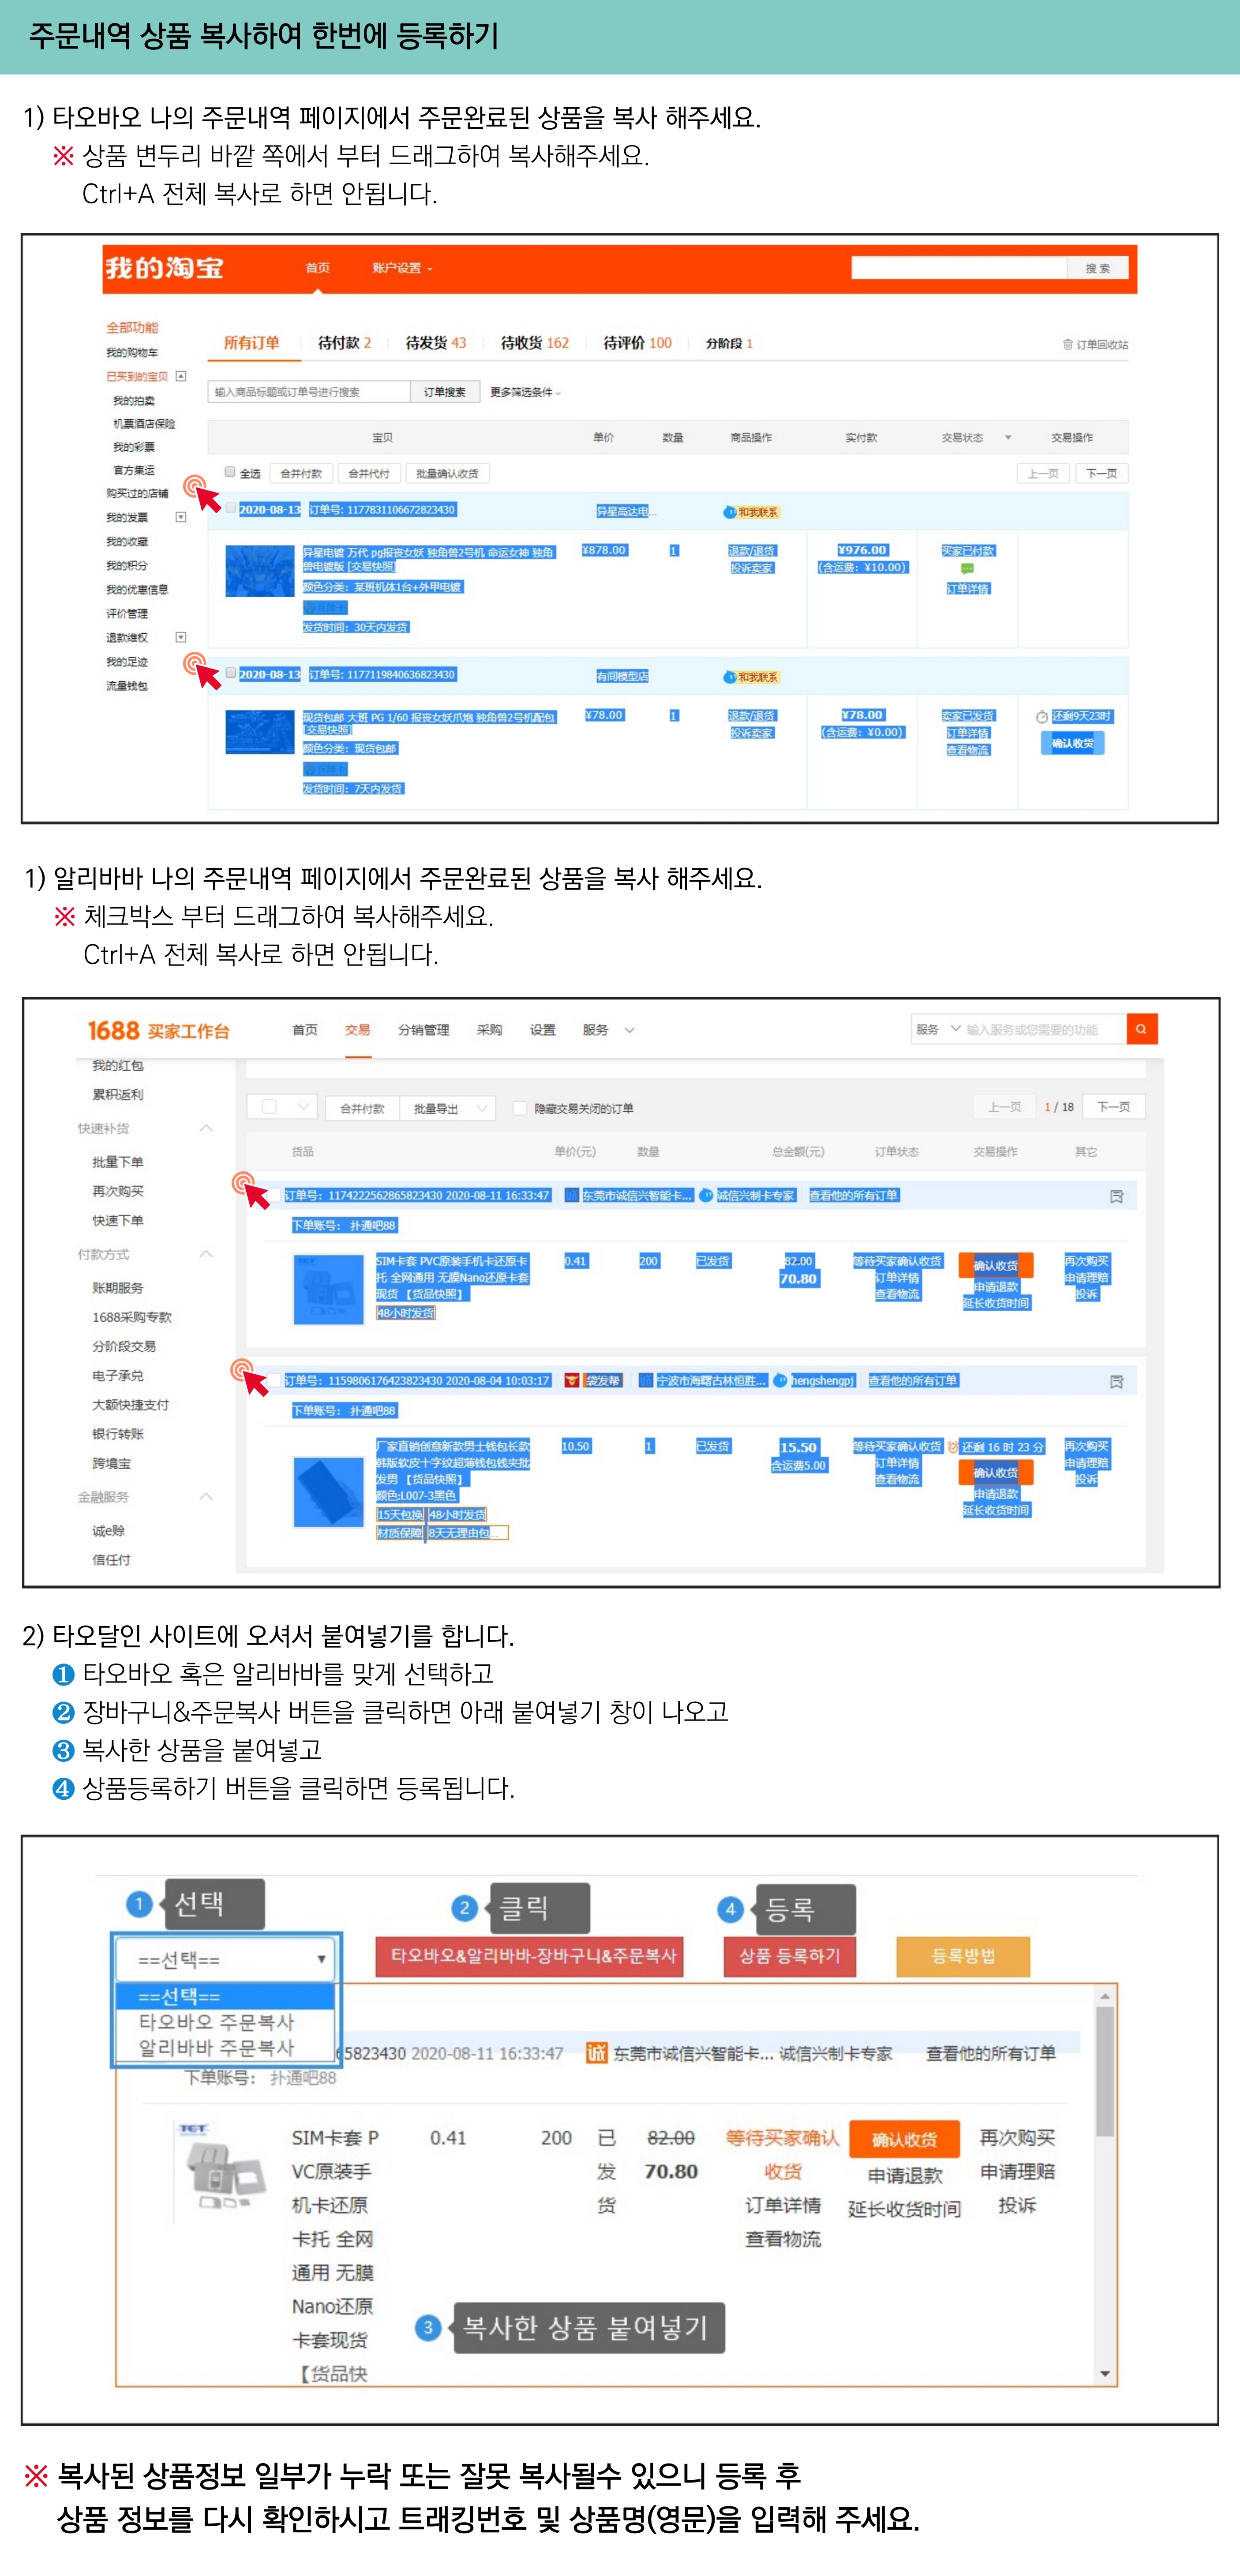 주문내역 상품 복사하여 한번에 등록하기
1) 타오바오 나의 주문내역 페이지에서 주문완료된 상품을 복사 해주세요.
※ 상품 변두리 바깥 쪽에서 부터 드래그하여 복사해주세요.
Ctrl+A 전체 복사로 하면 안됩니다.
我的淘宝 首页 账户设置 搜 索
全部功能
我的购物车
已买到的宝贝
我的拍卖
机票酒店保险
我的彩票
官方集运
购买过的店铺
我的发票
我的收藏
我的积分
我的优惠信息
评价管理
退款维权
我的足迹
流量钱包
所有订单 待付款 2 待发货 43 待收货 162 待评价 100 分阶段 1 订单回收站
输入商品标题或订单号进行搜索 订单搜索 更多筛选条件
宝贝 单价 数量 商品操作 实付款 交易状态 交易操作
全选 合并付款 合并代付 批量确认收货 上一页 下一页
2020-08-13 订单号: 1177831106672823430 异星高达电... 和我联系
异星电镀 万代 pg报丧女妖 独角兽2号机 命运女神 独角 ¥878.00 1 退款/退货 ¥976.00 买家已付款
兽电镀版 [交易快照] 投诉卖家 (含运费: ¥10.00)
颜色分类: 某班机体1台+外甲电镀 订单详情
发货时间: 30天内发货
2020-08-13 订单号: 1177119840636823430 有间模型店 和我联系
现货包邮 大班 PG 1/60 报丧女妖爪炮 独角兽2号机配包 ¥78.00 1 退款/退货 ¥78.00 卖家已发货 还剩9天23时
[交易快照] 投诉卖家 (含运费: ¥0.00) 订单详情 确认收货
颜色分类: 现货包邮 查看物流
发货时间: 7天内发货
1) 알리바바 나의 주문내역 페이지에서 주문완료된 상품을 복사 해주세요.
※ 체크박스 부터 드래그하여 복사해주세요.
Ctrl+A 전체 복사로 하면 안됩니다.
1688 买家工作台 首页 交易 分销管理 采购 设置 服务 服务 输入服务或您需要的功能
我的红包
累积返利
快速补货
批量下单
再次购买
快速下单
付款方式
账期服务
1688采购专款
分阶段交易
电子承兑
大额快捷支付
银行转账
跨境宝
金融服务
诚e赊
信任付
合并付款 批量导出 隐藏交易关闭的订单 上一页 1 / 18 下一页
货品 单价(元) 数量 总金额(元) 订单状态 交易操作 其它
订单号: 1174222562865823430 2020-08-11 16:33:47 东莞市诚信兴智能卡... 诚信兴制卡专家 查看他的所有订单
下单账号: 扑通吧88
SIM卡套 PVC原装手机卡还原卡 0.41 200 已发货 82.00 等待买家确认收货 确认收货 再次购买
托 全网通用 无膜Nano还原卡套 70.80 订单详情 申请退款 申请理赔
现货 【货品快照】 查看物流 延长收货时间 投诉
48小时发货
订单号: 1159806176423823430 2020-08-04 10:03:17 袋发帮 宁波市海曙古林恒胜... hengshengpj 查看他的所有订单
下单账号: 扑通吧88
厂家直销创意新款男士钱包长款 10.50 1 已发货 15.50 等待买家确认收货 还剩 16 时 23 分 再次购买
韩版软皮十字纹超薄钱包钱夹批 含运费5.00 订单详情 确认收货 申请理赔
发男 【货品快照】 查看物流 申请退款 投诉
颜色:L007-3黑色 延长收货时间
15天包换 48小时发货
材质保障 8天无理由包...
2) 타오달인 사이트에 오셔서 붙여넣기를 합니다.
❶ 타오바오 혹은 알리바바를 맞게 선택하고
❷ 장바구니&주문복사 버튼을 클릭하면 아래 붙여넣기 창이 나오고
❸ 복사한 상품을 붙여넣고
❹ 상품등록하기 버튼을 클릭하면 등록됩니다.
1 선택 2 클릭 4 등록
==선택== 타오바오&알리바바-장바구니&주문복사 상품 등록하기 등록방법
==선택==
타오바오 주문복사
알리바바 주문복사
65823430 2020-08-11 16:33:47 诚 东莞市诚信兴智能卡... 诚信兴制卡专家 查看他的所有订单
下单账号: 扑通吧88
TCT
SIM卡套 P 0.41 200 已 82.00 等待买家确认 确认收货 再次购买
VC原装手 发 70.80 收货 申请退款 申请理赔
机卡还原 货 订单详情 延长收货时间 投诉
卡托 全网 查看物流
通用 无膜
Nano还原
卡套现货
【货品快
3 복사한 상품 붙여넣기
※ 복사된 상품정보 일부가 누락 또는 잘못 복사될수 있으니 등록 후
상품 정보를 다시 확인하시고 트래킹번호 및 상품명(영문)을 입력해 주세요.